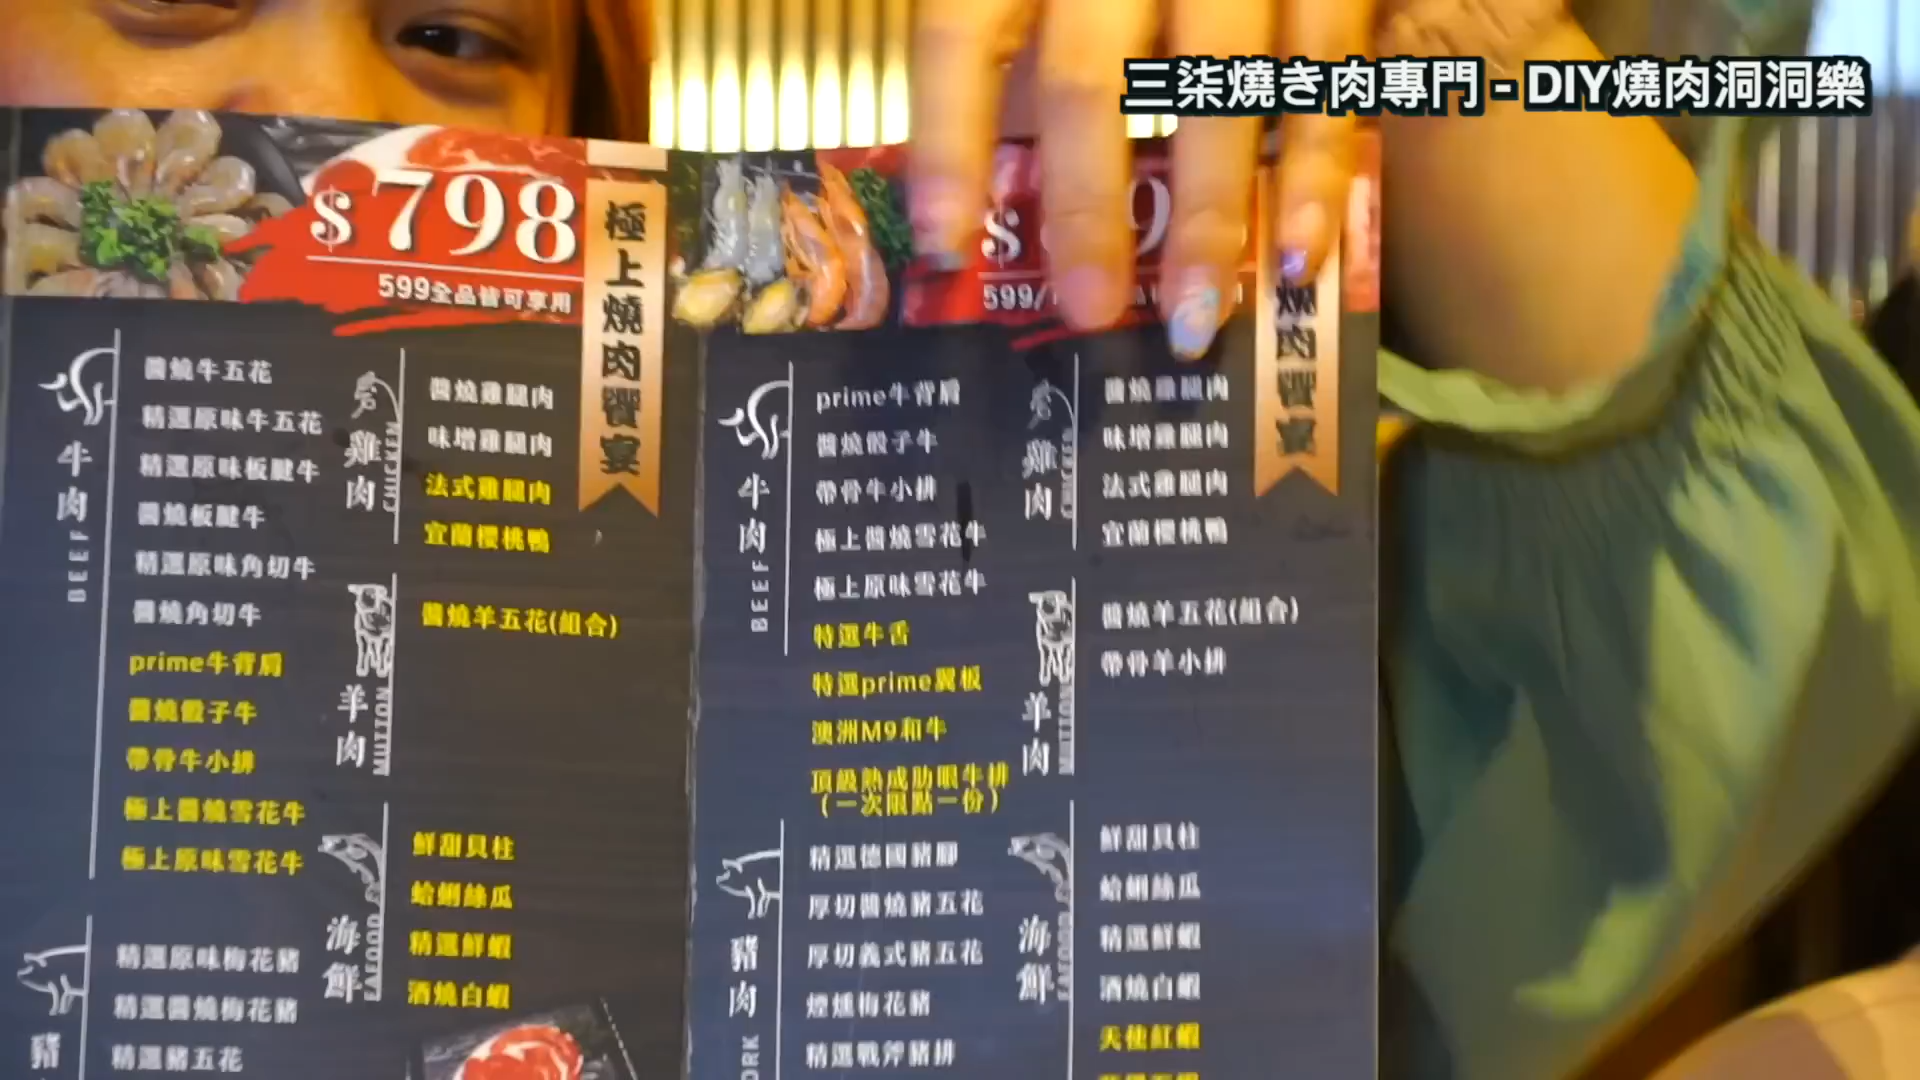 三柒燒き肉專門 - DIY燒肉洞洞樂
$798
599全品皆可享用
極上燒肉饗宴
牛肉
BEEF
醬燒牛五花
精選原味牛五花
精選原味板腱牛
醬燒板腱牛
精選原味角切牛
醬燒角切牛
prime牛背肩
醬燒骰子牛
帶骨牛小排
極上醬燒雪花牛
極上原味雪花牛
豬
精選原味梅花豬
精選醬燒梅花豬
精選豬五花
雞肉
CHICKEN
醬燒雞腿肉
味增雞腿肉
法式雞腿肉
宜蘭櫻桃鴨
羊肉
MUTTON
醬燒羊五花(組合)
海鮮
SEAFOOD
鮮甜貝柱
蛤蜊絲瓜
精選鮮蝦
酒燒白蝦
$ 9
599/
燒肉饗宴
牛肉
BEEF
prime牛背肩
醬燒骰子牛
帶骨牛小排
極上醬燒雪花牛
極上原味雪花牛
特選牛舌
特選prime翼板
澳洲M9和牛
頂級熟成肋眼牛排
(一次限點一份)
豬肉
ORK
精選德國豬腳
厚切醬燒豬五花
厚切義式豬五花
煙燻梅花豬
精選戰斧豬排
雞肉
CHICKEN
醬燒雞腿肉
味增雞腿肉
法式雞腿肉
宜蘭櫻桃鴨
羊肉
MUTTON
醬燒羊五花(組合)
帶骨羊小排
海鮮
SEAFOOD
鮮甜貝柱
蛤蜊絲瓜
精選鮮蝦
酒燒白蝦
天使紅蝦